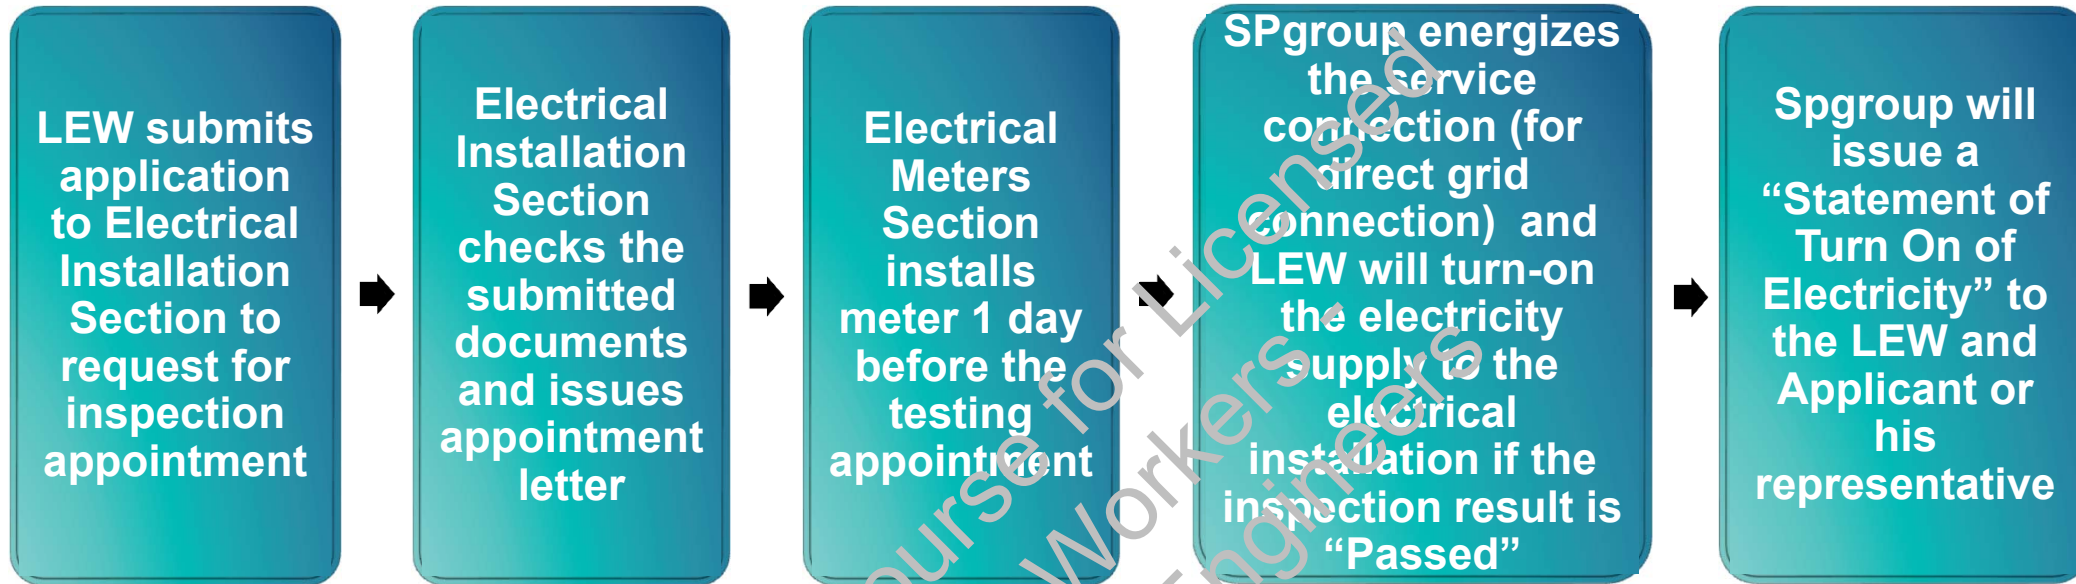 LEW submits
application
to Electrical
Installation
Section to
request for
inspection
appointment
Electrical
Installation
Section
checks the
submitted
documents
and issues
appointment
letter
Electrical
Meters
Section
installs
meter 1 day
before the
testing
appointment
SPgroup energizes
the service
connection (for
direct grid
connection) and
LEW will turn-on
the electricity
supply to the
electrical
installation if the
inspection result is
“Passed”
Spgroup will
issue a
“Statement of
Turn On of
Electricity” to
the LEW and
Applicant or
his
representative
for Licensed
Workers -
Engineers